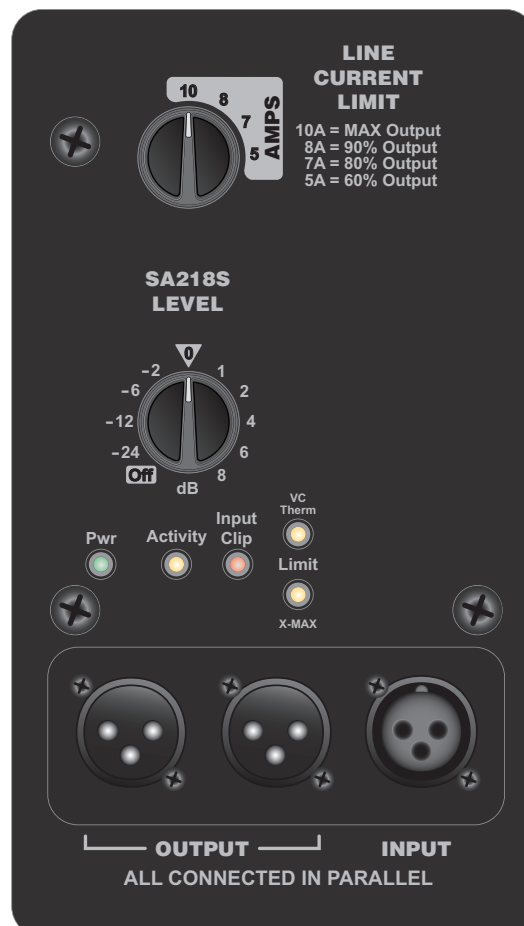 LINE
CURRENT
LIMIT
10A = MAX Output
8A = 90% Output
7A = 80% Output
5A = 60% Output
10
8
7
5
AMPS
SA218S
LEVEL
0
-2
1
-6
2
-12
4
-24
6
Off
8
dB
VC
Therm
Pwr
Activity
Input
Clip
Limit
X-MAX
OUTPUT
INPUT
ALL CONNECTED IN PARALLEL